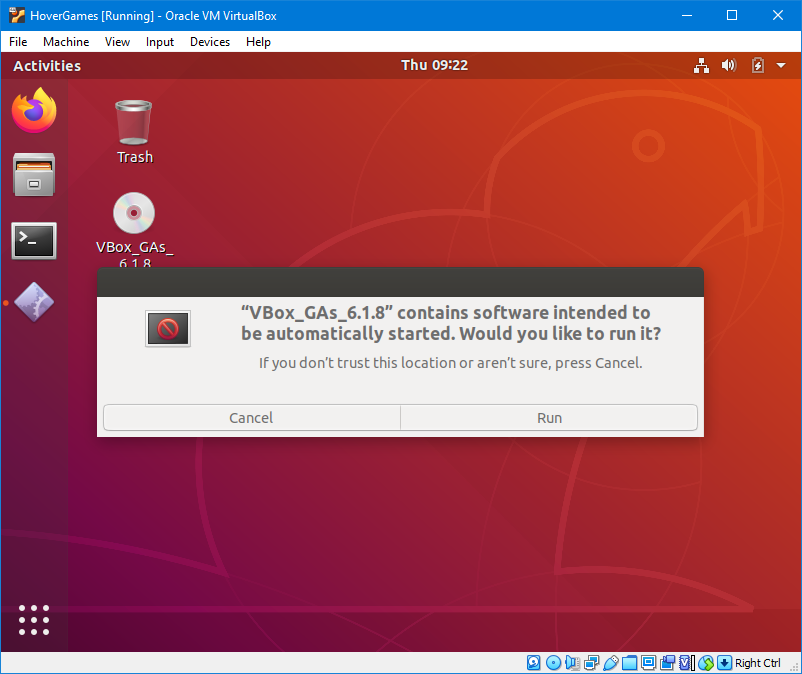 HoverGames [Running] - Oracle VM VirtualBox
File Machine View Input Devices Help
Activities
Thu 09:22
Trash
VBox_GAs_
6.1.8
“VBox_GAs_6.1.8” contains software intended to
be automatically started. Would you like to run it?
If you don’t trust this location or aren’t sure, press Cancel.
Cancel
Run
Right Ctrl